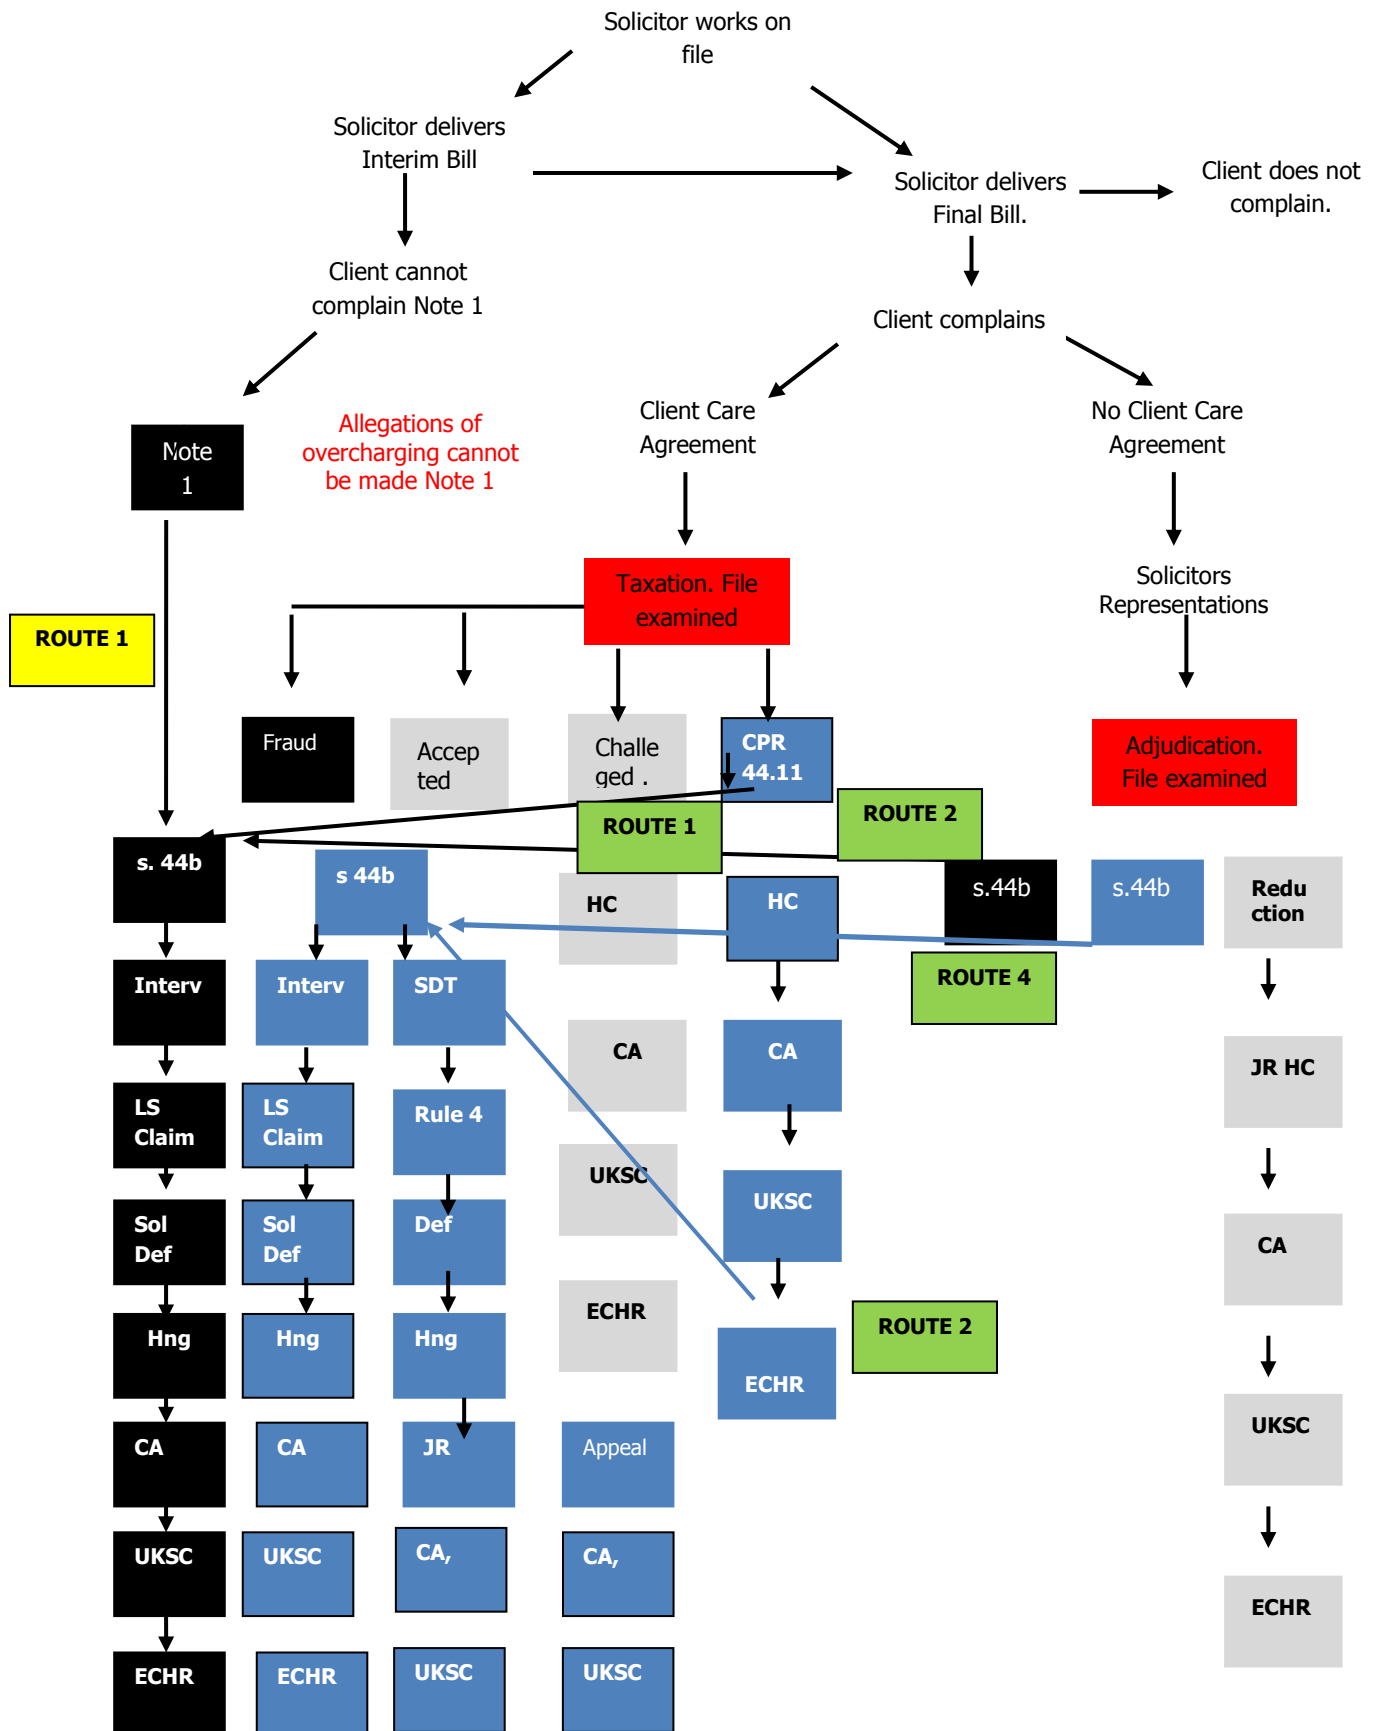 Solicitor works on
file
Solicitor delivers
Interim Bill
Solicitor delivers
Final Bill.
Client does not
complain.
Client cannot
complain Note 1
Client complains
Note
1
Allegations of
overcharging cannot
be made Note 1
Client Care
Agreement
No Client Care
Agreement
Taxation. File
examined
Solicitors
Representations
ROUTE 1
Fraud
Accep
ted
Challe
ged .
CPR
44.11
Adjudication.
File examined
ROUTE 1
ROUTE 2
s. 44b
s 44b
HC
HC
s.44b
s.44b
Redu
ction
Interv
Interv
SDT
ROUTE 4
CA
CA
JR HC
LS
Claim
LS
Claim
Rule 4
UKSC
UKSC
Sol
Def
Sol
Def
Def
CA
ECHR
ROUTE 2
Hng
Hng
Hng
ECHR
UKSC
CA
CA
JR
Appeal
UKSC
UKSC
CA,
CA,
ECHR
ECHR
ECHR
UKSC
UKSC